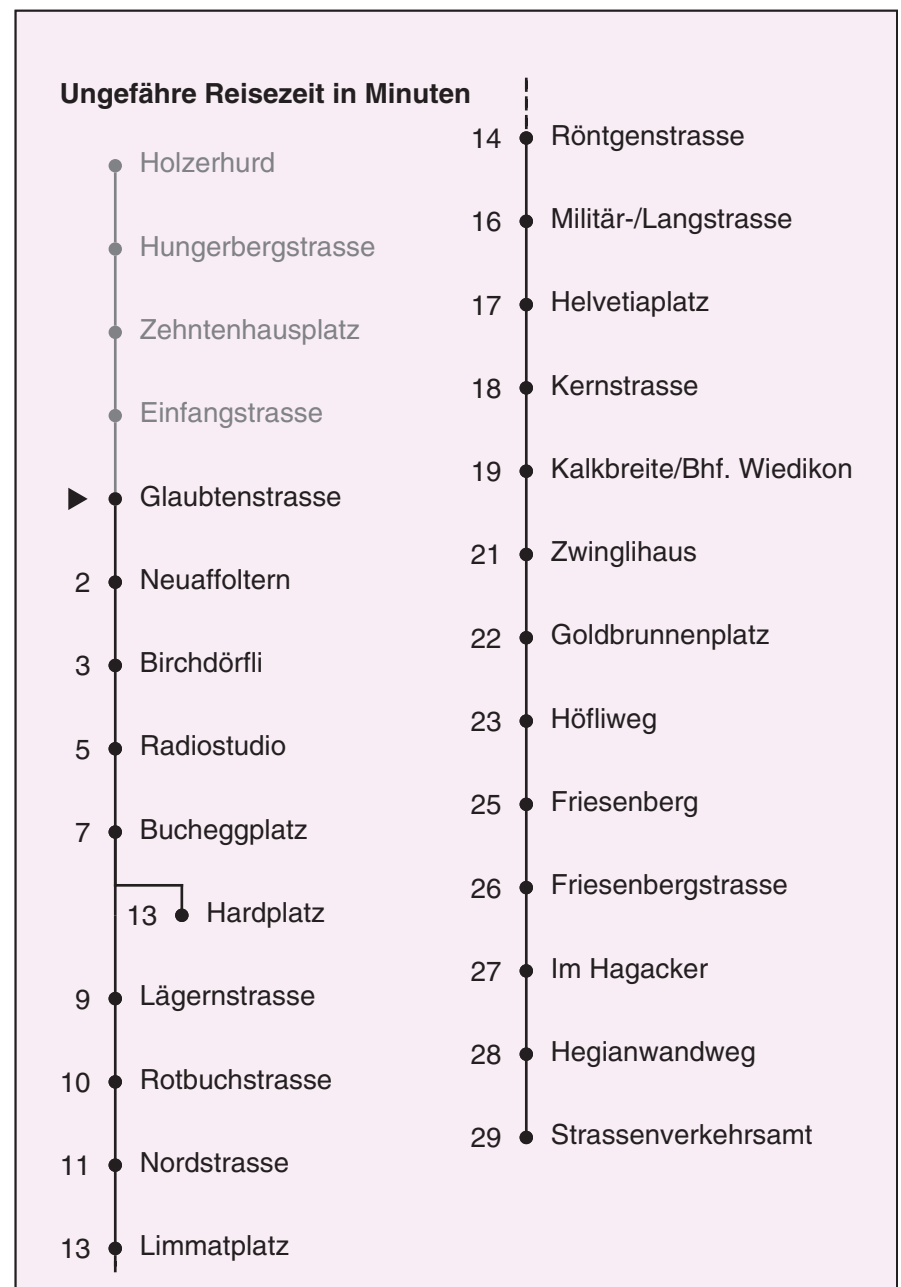 Ungefähre Reisezeit in Minuten
Holzerhurd
Hungerbergstrasse
Zehntenhausplatz
Einfangstrasse
Glaubtenstrasse
2 Neuaffoltern
3 Birchdörfli
5 Radiostudio
7 Bucheggplatz
13 Hardplatz
9 Lägernstrasse
10 Rotbuchstrasse
11 Nordstrasse
13 Limmatplatz
14 Röntgenstrasse
16 Militär-/Langstrasse
17 Helvetiaplatz
18 Kernstrasse
19 Kalkbreite/Bhf. Wiedikon
21 Zwinglihaus
22 Goldbrunnenplatz
23 Höfliweg
25 Friesenberg
26 Friesenbergstrasse
27 Im Hagacker
28 Hegianwandweg
29 Strassenverkehrsamt